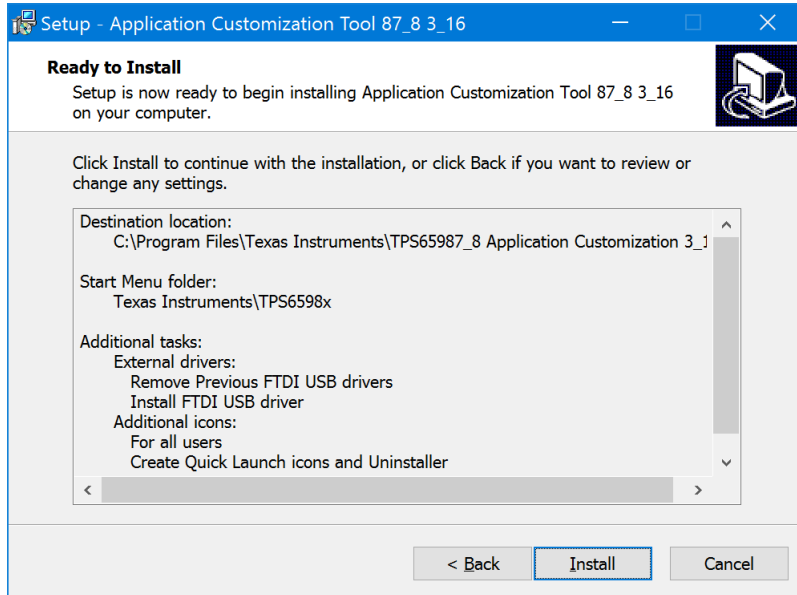 Setup - Application Customization Tool 87_8 3_16
Ready to Install
Setup is now ready to begin installing Application Customization Tool 87_8 3_16
on your computer.
Click Install to continue with the installation, or click Back if you want to review or
change any settings.
Destination location:
C:\Program Files\Texas Instruments\TPS65987_8 Application Customization 3_1
Start Menu folder:
Texas Instruments\TPS6598x
Additional tasks:
External drivers:
Remove Previous FTDI USB drivers
Install FTDI USB driver
Additional icons:
For all users
Create Quick Launch icons and Uninstaller
< Back Install Cancel